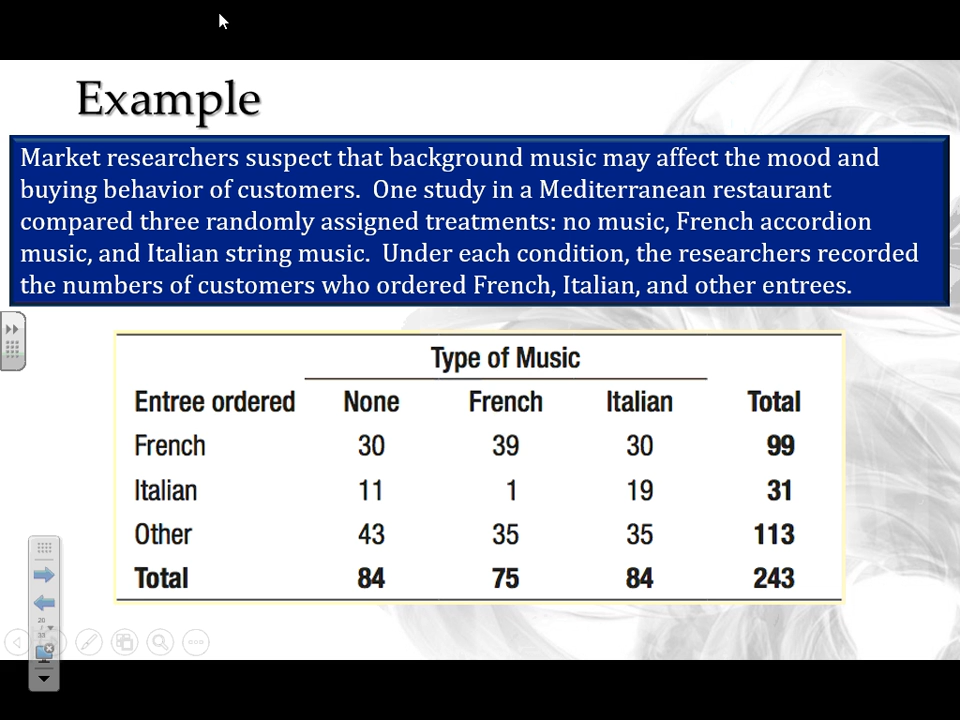 Example
Market researchers suspect that background music may affect the mood and
buying behavior of customers.  One study in a Mediterranean restaurant
compared three randomly assigned treatments: no music, French accordion
music, and Italian string music.  Under each condition, the researchers recorded
the numbers of customers who ordered French, Italian, and other entrees.
Type of Music
Entree ordered None French Italian Total
French 30 39 30 99
Italian 11 1 19 31
Other 43 35 35 113
Total 84 75 84 243
20
/
33